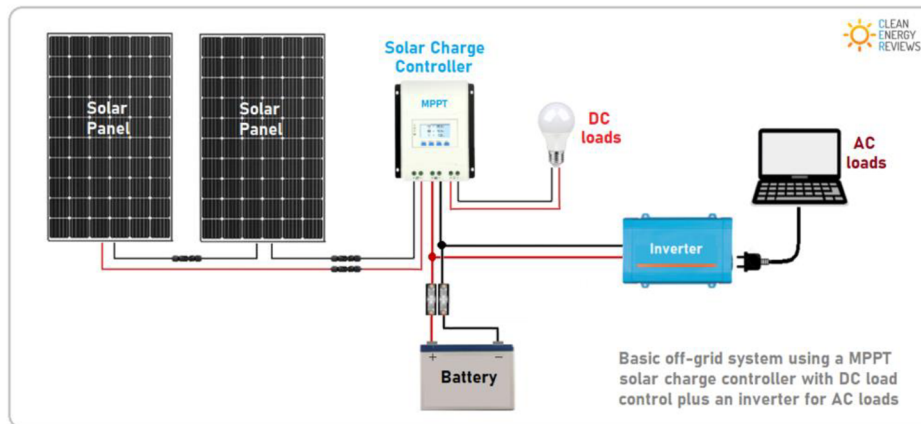 CLEAN
ENERGY
REVIEWS
Solar Charge
Controller
Solar
Panel
Solar
Panel
MPPT
DC
loads
AC
loads
Inverter
+ −
Battery
Basic off-grid system using a MPPT
solar charge controller with DC load
control plus an inverter for AC loads